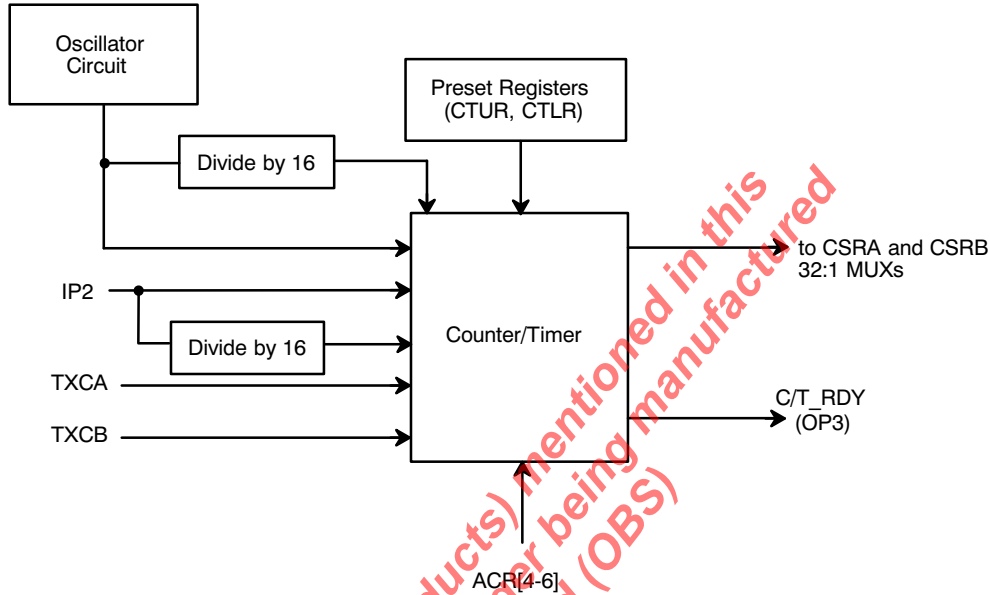 Oscillator
Circuit
Preset Registers
(CTUR, CTLR)
Divide by 16
to CSRA and CSRB
32:1 MUXs
IP2
Counter/Timer
Divide by 16
TXCA
TXCB
C/T_RDY
(OP3)
ACR[4-6]
mentioned in this
being manufactured
(OBS)